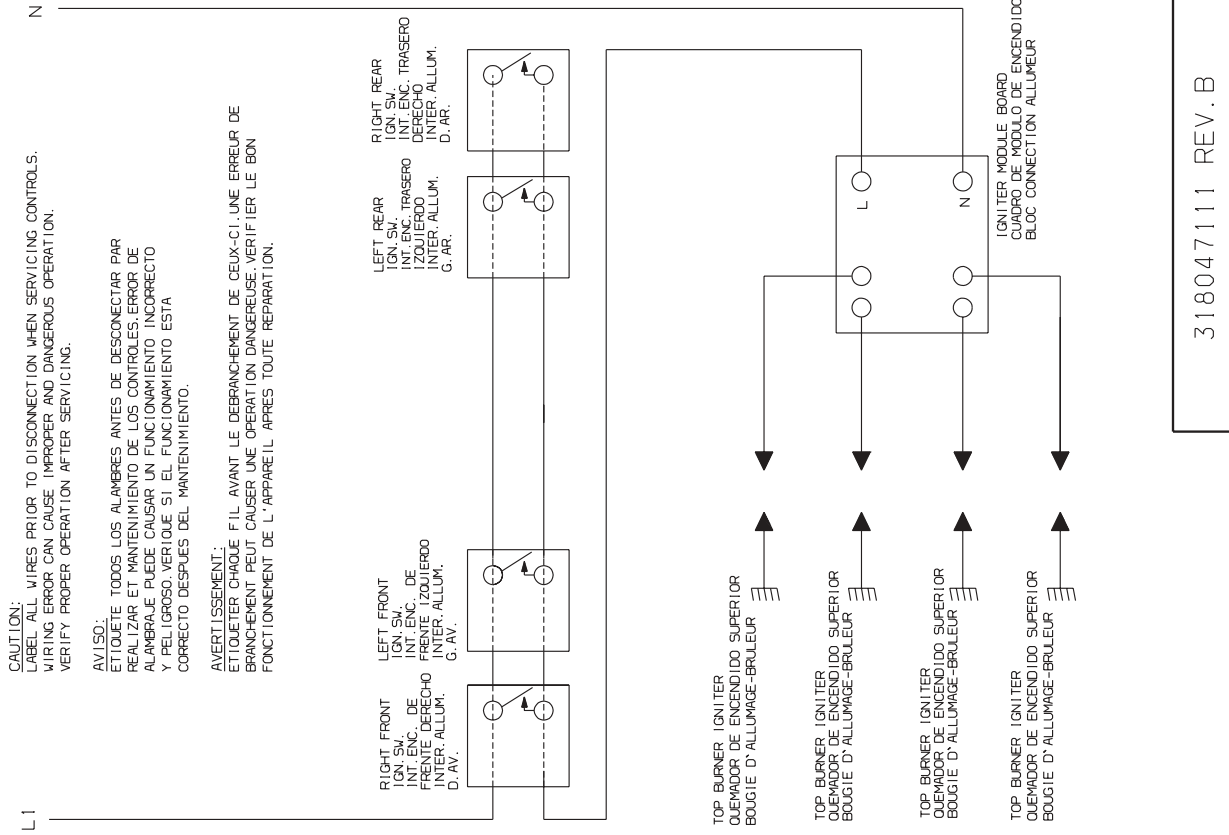 L1
N
CAUTION:
LABEL ALL WIRES PRIOR TO DISCONNECTION WHEN SERVICING CONTROLS.
WIRING ERROR CAN CAUSE IMPROPER AND DANGEROUS OPERATION.
VERIFY PROPER OPERATION AFTER SERVICING.
AVISO:
ETIQUETE TODOS LOS ALAMBRES ANTES DE DESCONECTAR PAR
REALIZAR ET MANTENIMIENTO DE LOS CONTROLES. ERROR DE
ALAMBRAJE PUEDE CAUSAR UN FUNCIONAMIENTO INCORRECTO
Y PELIGROSO. VERIQUE SI EL FUNCIONAMIENTO ESTA
CORRECTO DESPUES DEL MANTENIMIENTO.
AVERTISSEMENT:
ETIQUETER CHAQUE FIL AVANT LE DEBRANCHEMENT DE CEUX-CI. UNE ERREUR DE
BRANCHEMENT PEUT CAUSER UNE OPERATION DANGEREUSE. VERIFIER LE BON
FONCTIONNEMENT DE L'APPAREIL APRES TOUTE REPARATION.
RIGHT FRONT
IGN. SW.
INT. ENC. DE
FRENTE DERECHO
INTER. ALLUM.
D. AV.
LEFT FRONT
IGN. SW.
INT. ENC. DE
FRENTE IZQUIERDO
INTER. ALLUM.
G. AV.
LEFT REAR
IGN. SW.
INT. ENC. TRASERO
IZQUIERDO
INTER. ALLUM.
G. AR.
RIGHT REAR
IGN. SW.
INT. ENC. TRASERO
DERECHO
INTER. ALLUM.
D. AR.
TOP BURNER IGNITER
QUEMADOR DE ENCENDIDO SUPERIOR
BOUGIE D'ALLUMAGE-BRULEUR
TOP BURNER IGNITER
QUEMADOR DE ENCENDIDO SUPERIOR
BOUGIE D'ALLUMAGE-BRULEUR
TOP BURNER IGNITER
QUEMADOR DE ENCENDIDO SUPERIOR
BOUGIE D'ALLUMAGE-BRULEUR
TOP BURNER IGNITER
QUEMADOR DE ENCENDIDO SUPERIOR
BOUGIE D'ALLUMAGE-BRULEUR
L
N
IGNITER MODULE BOARD
CUADRO DE MODULO DE ENCENDIDO
BLOC CONNECTION ALLUMEUR
318047111 REV. B